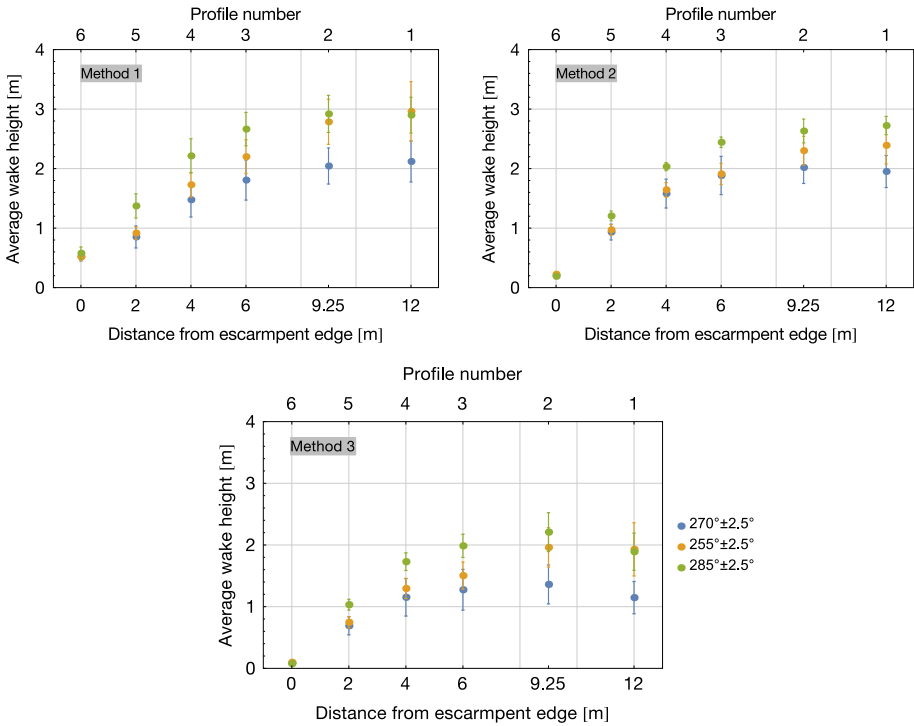 Profile number
6 5 4 3 2 1
4
3
2
1
0
Average wake height [m]
Method 1
0 2 4 6 9.25 12
Distance from escarmpent edge [m]
Profile number
6 5 4 3 2 1
4
3
2
1
0
Average wake height [m]
Method 2
0 2 4 6 9.25 12
Distance from escarmpent edge [m]
Profile number
6 5 4 3 2 1
4
3
2
1
0
Average wake height [m]
Method 3
0 2 4 6 9.25 12
Distance from escarmpent edge [m]
270°±2.5°
255°±2.5°
285°±2.5°